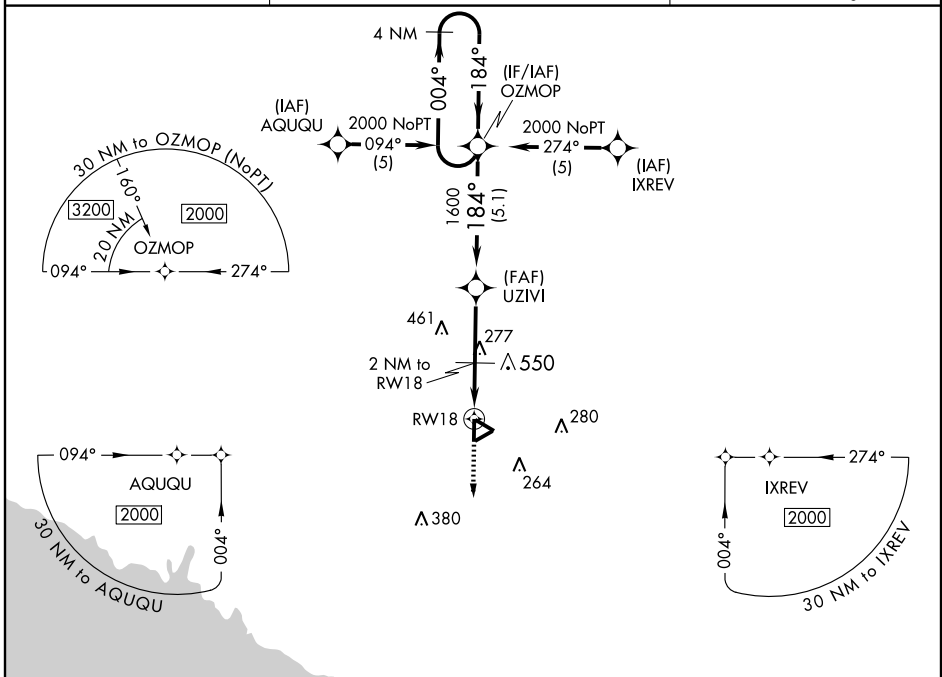 4 NM
004°
184°
(IF/IAF)
OZMOP
(IAF)
AQUQU
2000 NoPT
094°
(5)
2000 NoPT
274°
(5)
(IAF)
IXREV
30 NM to OZMOP (NoPT)
160°
3200
2000
20 NM
OZMOP
094°
274°
1600
184°
(5.1)
(FAF)
UZIVI
461
277
2 NM to
RW18
550
RW18
280
264
380
094°
AQUQU
2000
004°
30 NM to AQUQU
274°
IXREV
2000
004°
30 NM to IXREV